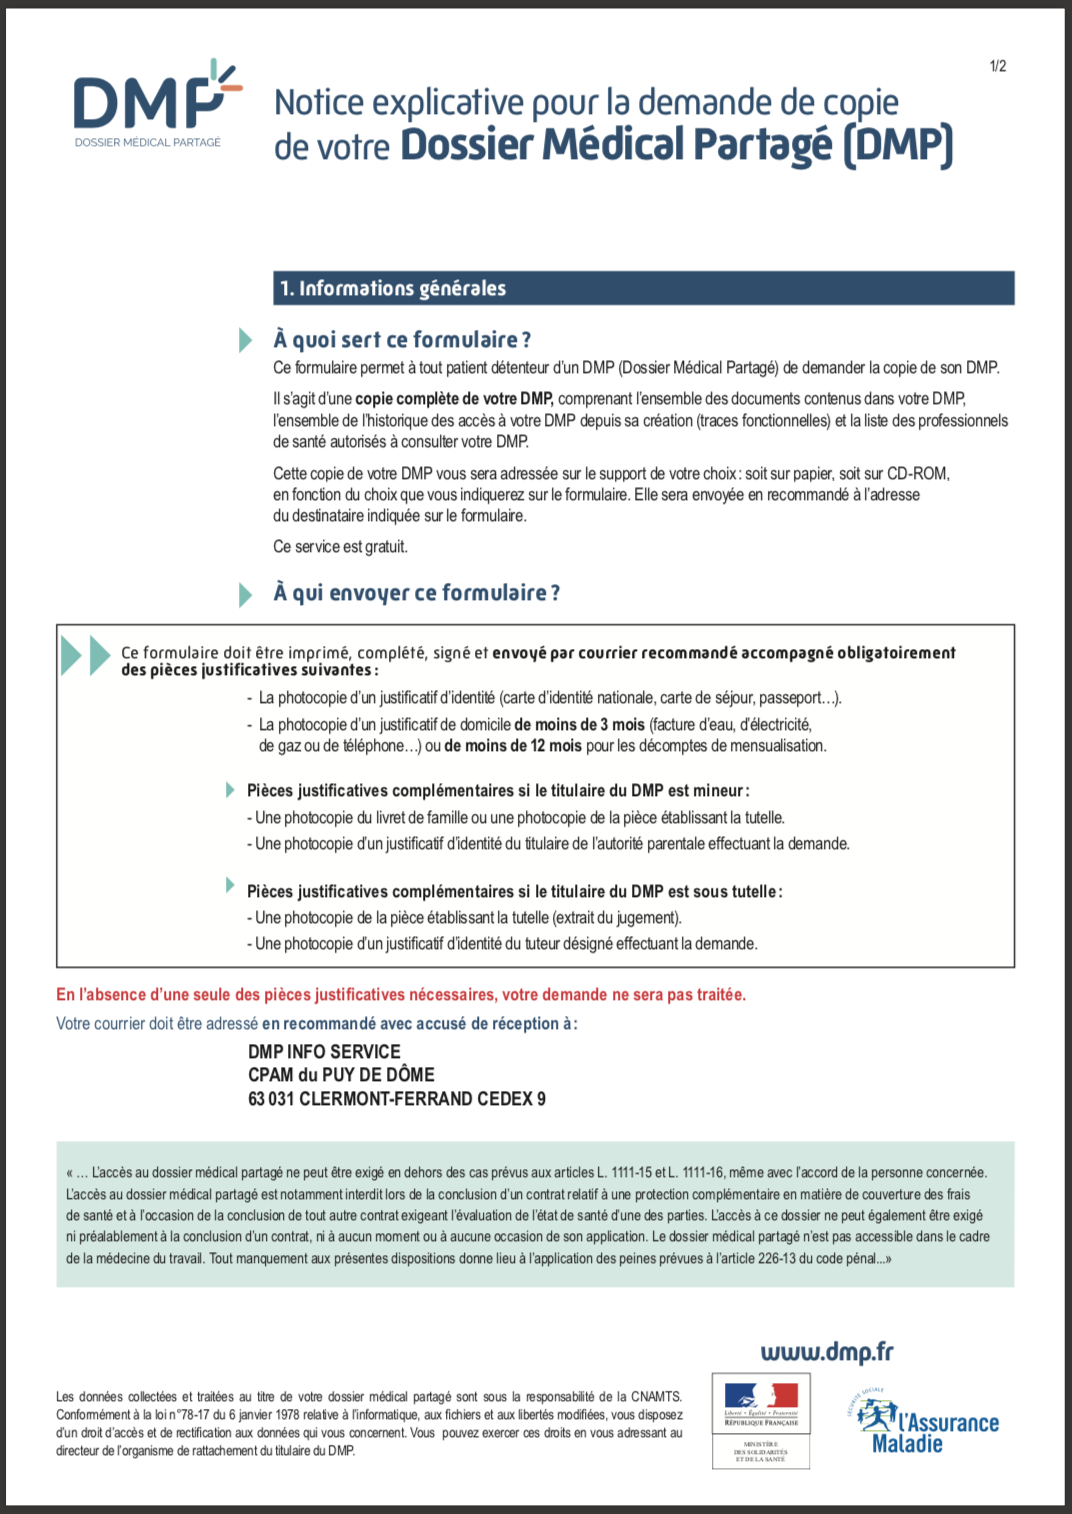 1/2
DMP
DOSSIER MÉDICAL PARTAGÉ
Notice explicative pour la demande de copie
de votre Dossier Médical Partagé (DMP)
1. Informations générales
À quoi sert ce formulaire ?
Ce formulaire permet à tout patient détenteur d'un DMP (Dossier Médical Partagé) de demander la copie de son DMP.
Il s'agit d'une copie complète de votre DMP, comprenant l'ensemble des documents contenus dans votre DMP,
l'ensemble de l'historique des accès à votre DMP depuis sa création (traces fonctionnelles) et la liste des professionnels
de santé autorisés à consulter votre DMP.
Cette copie de votre DMP vous sera adressée sur le support de votre choix : soit sur papier, soit sur CD-ROM,
en fonction du choix que vous indiquerez sur le formulaire. Elle sera envoyée en recommandé à l'adresse
du destinataire indiquée sur le formulaire.
Ce service est gratuit.
À qui envoyer ce formulaire ?
Ce formulaire doit être imprimé, complété, signé et envoyé par courrier recommandé accompagné obligatoirement
des pièces justificatives suivantes :
- La photocopie d'un justificatif d'identité (carte d'identité nationale, carte de séjour, passeport…).
- La photocopie d'un justificatif de domicile de moins de 3 mois (facture d'eau, d'électricité,
de gaz ou de téléphone…) ou de moins de 12 mois pour les décomptes de mensualisation.
Pièces justificatives complémentaires si le titulaire du DMP est mineur :
- Une photocopie du livret de famille ou une photocopie de la pièce établissant la tutelle.
- Une photocopie d'un justificatif d'identité du titulaire de l'autorité parentale effectuant la demande.
Pièces justificatives complémentaires si le titulaire du DMP est sous tutelle :
- Une photocopie de la pièce établissant la tutelle (extrait du jugement).
- Une photocopie d'un justificatif d'identité du tuteur désigné effectuant la demande.
En l'absence d'une seule des pièces justificatives nécessaires, votre demande ne sera pas traitée.
Votre courrier doit être adressé en recommandé avec accusé de réception à :
DMP INFO SERVICE
CPAM du PUY DE DÔME
63 031 CLERMONT-FERRAND CEDEX 9
« … L'accès au dossier médical partagé ne peut être exigé en dehors des cas prévus aux articles L. 1111-15 et L. 1111-16, même avec l'accord de la personne concernée.
L'accès au dossier médical partagé est notamment interdit lors de la conclusion d'un contrat relatif à une protection complémentaire en matière de couverture des frais
de santé et à l'occasion de la conclusion de tout autre contrat exigeant l'évaluation de l'état de santé d'une des parties. L'accès à ce dossier ne peut également être exigé
ni préalablement à la conclusion d'un contrat, ni à aucun moment ou à aucune occasion de son application. Le dossier médical partagé n'est pas accessible dans le cadre
de la médecine du travail. Tout manquement aux présentes dispositions donne lieu à l'application des peines prévues à l'article 226-13 du code pénal...»
www.dmp.fr
Les données collectées et traitées au titre de votre dossier médical partagé sont sous la responsabilité de la CNAMTS.
Conformément à la loi n°78-17 du 6 janvier 1978 relative à l'informatique, aux fichiers et aux libertés modifiées, vous disposez
d'un droit d'accès et de rectification aux données qui vous concernent. Vous pouvez exercer ces droits en vous adressant au
directeur de l'organisme de rattachement du titulaire du DMP.
Liberté • Égalité • Fraternité
RÉPUBLIQUE FRANÇAISE
MINISTÈRE
DES SOLIDARITÉS
ET DE LA SANTÉ
SÉCURITÉ SOCIALE
l'Assurance
Maladie